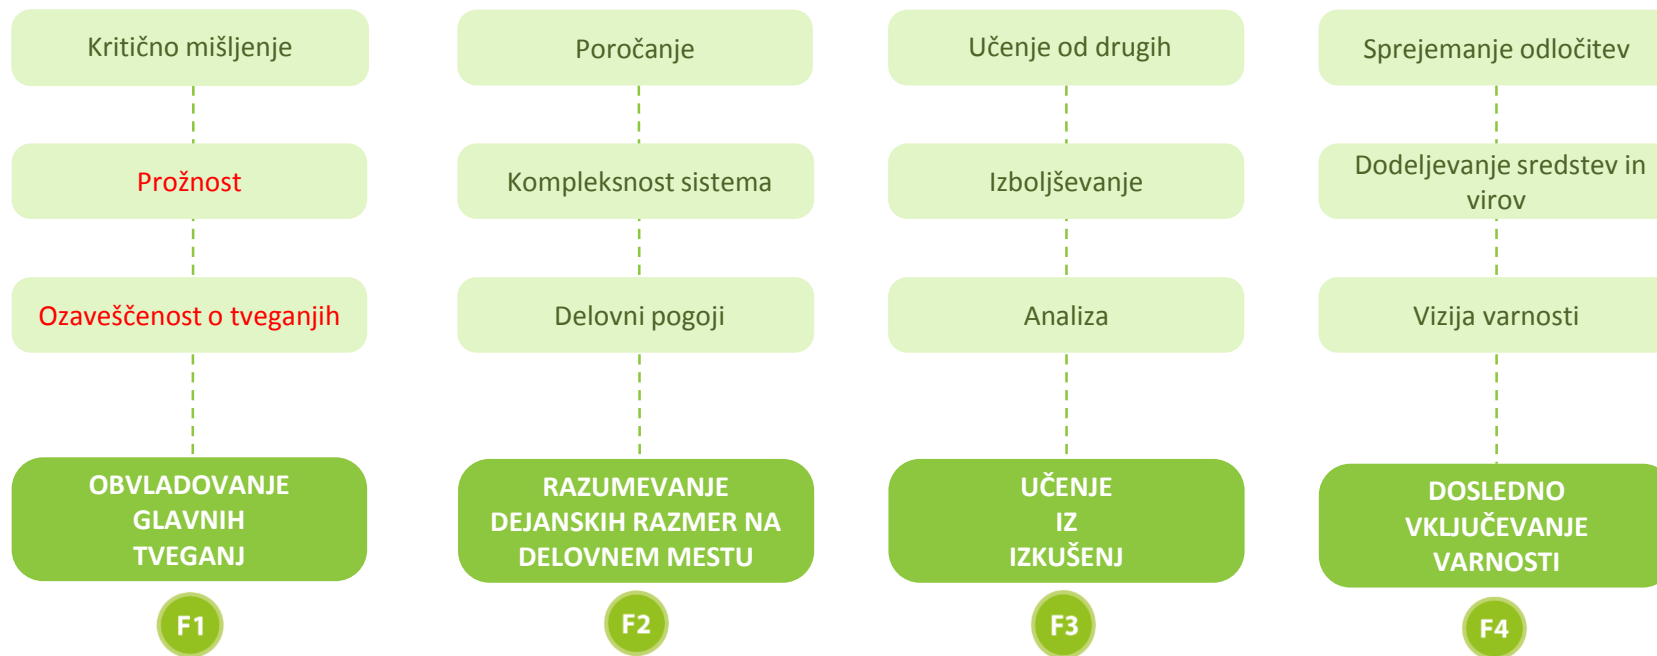 Kritično mišljenje
Prožnost
Ozaveščenost o tveganjih
OBVLADOVANJE
GLAVNIH
TVEGANJ
F1
Poročanje
Kompleksnost sistema
Delovni pogoji
RAZUMEVANJE
DEJANSKIH RAZMER NA
DELOVNEM MESTU
F2
Učenje od drugih
Izboljševanje
Analiza
UČENJE
IZ
IZKUŠENJ
F3
Sprejemanje odločitev
Dodeljevanje sredstev in
virov
Vizija varnosti
DOSLEDNO
VKLJUČEVANJE
VARNOSTI
F4